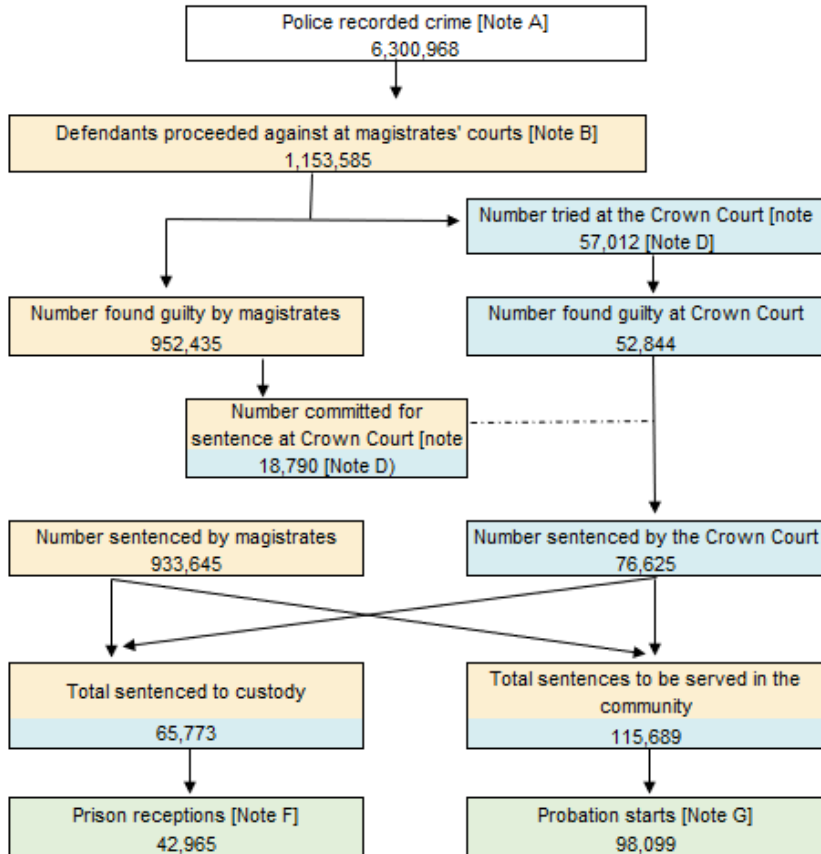 Police recorded crime [Note A]
6,300,968
Defendants proceeded against at magistrates' courts [Note B]
1,153,585
Number tried at the Crown Court [note
57,012 [Note D]
Number found guilty by magistrates
952,435
Number found guilty at Crown Court
52,844
Number committed for
sentence at Crown Court [note
18,790 [Note D)
Number sentenced by magistrates
933,645
Number sentenced by the Crown Court
76,625
Total sentenced to custody
65,773
Total sentences to be served in the
community
115,689
Prison receptions [Note F]
42,965
Probation starts [Note G]
98,099